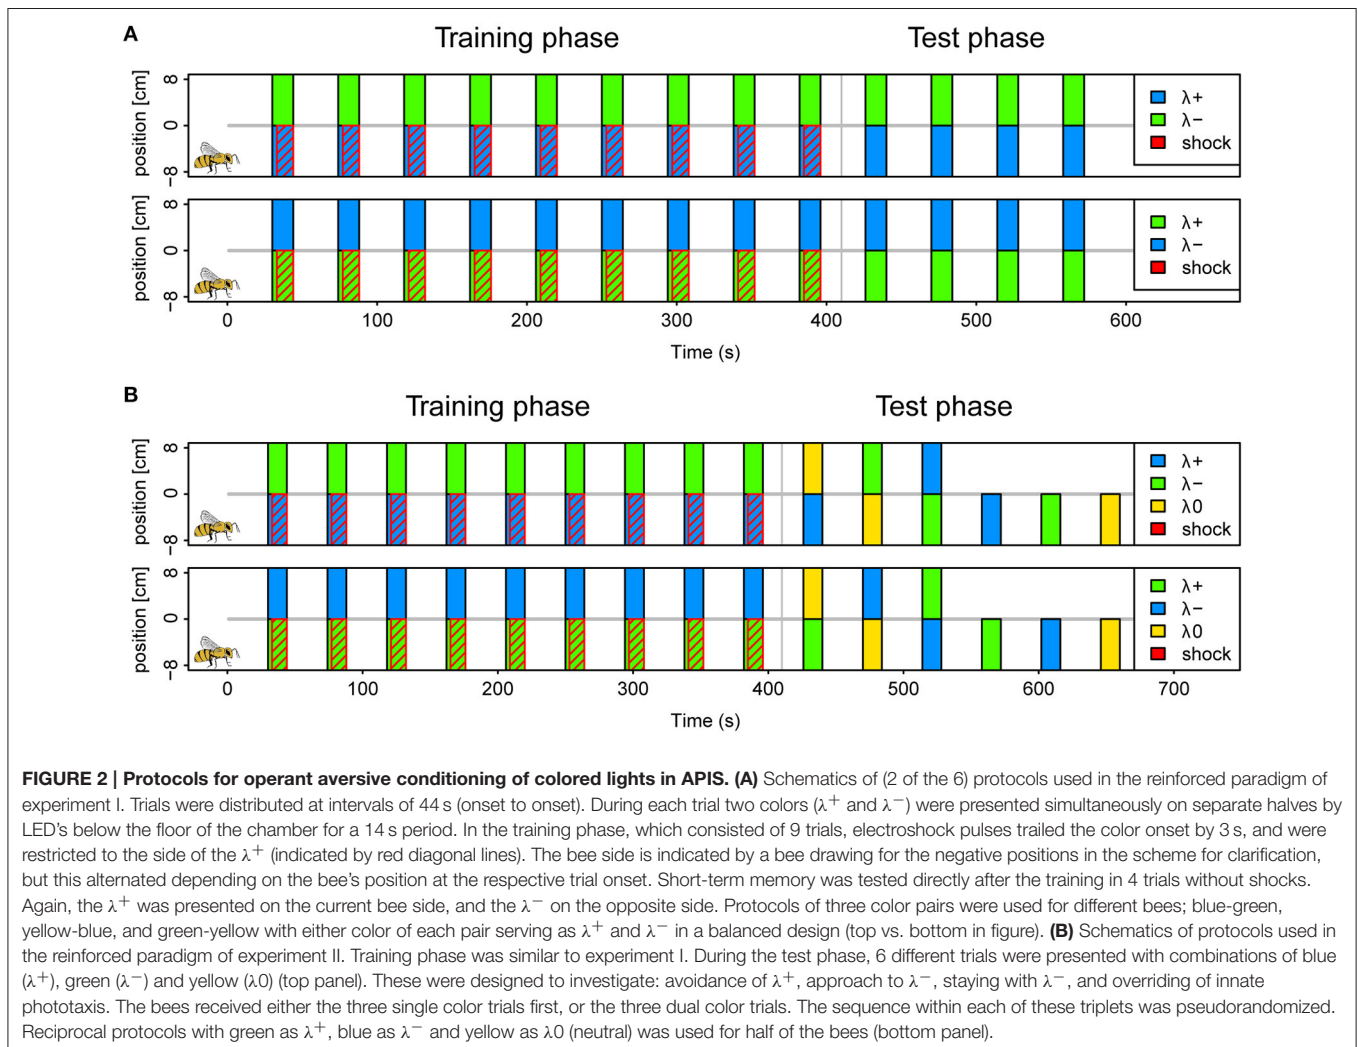 A
Training phase
Test phase
position [cm]
8
0
−8
λ+
λ−
shock
position [cm]
8
0
−8
λ+
λ−
shock
0 100 200 300 400 500 600
Time (s)
B
Training phase
Test phase
position [cm]
8
0
−8
λ+
λ−
λ0
shock
position [cm]
8
0
−8
λ+
λ−
λ0
shock
0 100 200 300 400 500 600 700
Time (s)
FIGURE 2 | Protocols for operant aversive conditioning of colored lights in APIS. (A) Schematics of (2 of the 6) protocols used in the reinforced paradigm of
experiment I. Trials were distributed at intervals of 44 s (onset to onset). During each trial two colors (λ+ and λ−) were presented simultaneously on separate halves by
LED's below the floor of the chamber for a 14 s period. In the training phase, which consisted of 9 trials, electroshock pulses trailed the color onset by 3 s, and were
restricted to the side of the λ+ (indicated by red diagonal lines). The bee side is indicated by a bee drawing for the negative positions in the scheme for clarification,
but this alternated depending on the bee's position at the respective trial onset. Short-term memory was tested directly after the training in 4 trials without shocks.
Again, the λ+ was presented on the current bee side, and the λ− on the opposite side. Protocols of three color pairs were used for different bees; blue-green,
yellow-blue, and green-yellow with either color of each pair serving as λ+ and λ− in a balanced design (top vs. bottom in figure). (B) Schematics of protocols used in
the reinforced paradigm of experiment II. Training phase was similar to experiment I. During the test phase, 6 different trials were presented with combinations of blue
(λ+), green (λ−) and yellow (λ0) (top panel). These were designed to investigate: avoidance of λ+, approach to λ−, staying with λ−, and overriding of innate
phototaxis. The bees received either the three single color trials first, or the three dual color trials. The sequence within each of these triplets was pseudorandomized.
Reciprocal protocols with green as λ+, blue as λ− and yellow as λ0 (neutral) was used for half of the bees (bottom panel).